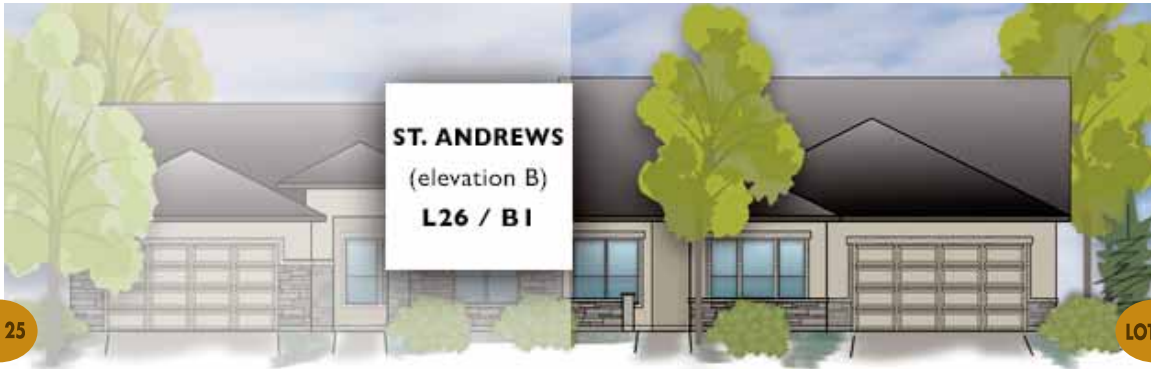 ST. ANDREWS
(elevation B)
L26 / B1
25
LOT